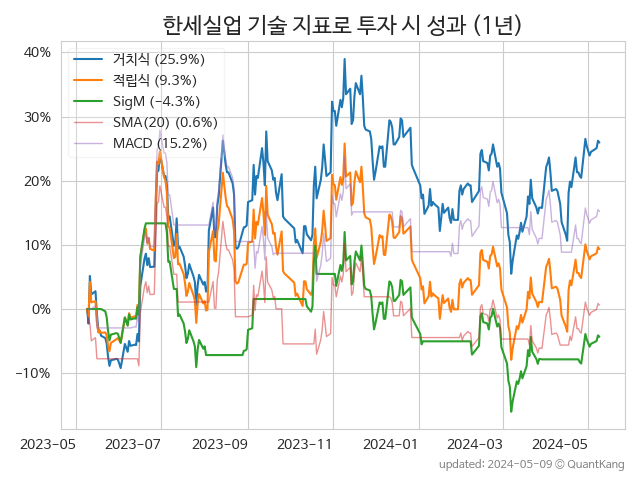 한세실업 기술 지표로 투자 시 성과 (1년)
거치식 (25.9%)
적립식 (9.3%)
SigM (−4.3%)
SMA(20) (0.6%)
MACD (15.2%)
40%
30%
20%
10%
0%
−10%
2023-05 2023-07 2023-09 2023-11 2024-01 2024-03 2024-05
updated: 2024-05-09 ⓒ QuantKang